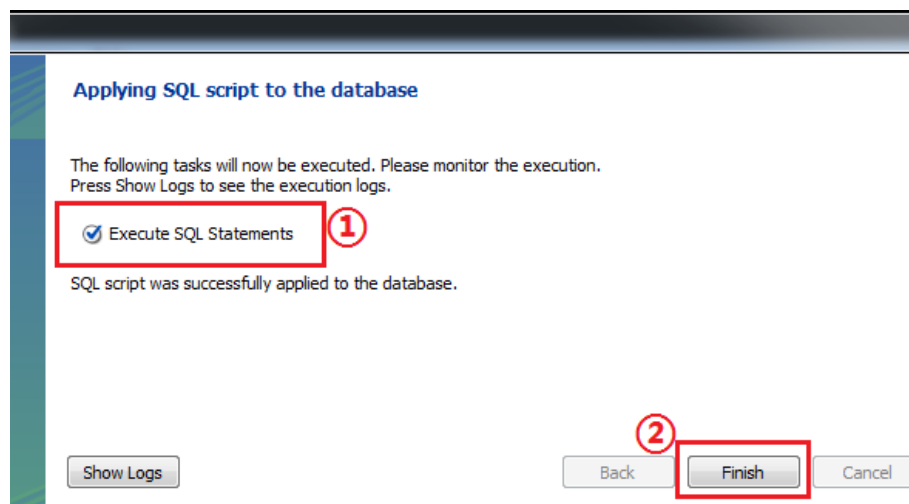 Applying SQL script to the database
The following tasks will now be executed. Please monitor the execution.
Press Show Logs to see the execution logs.
Execute SQL Statements ①
SQL script was successfully applied to the database.
②
Show Logs Back Finish Cancel